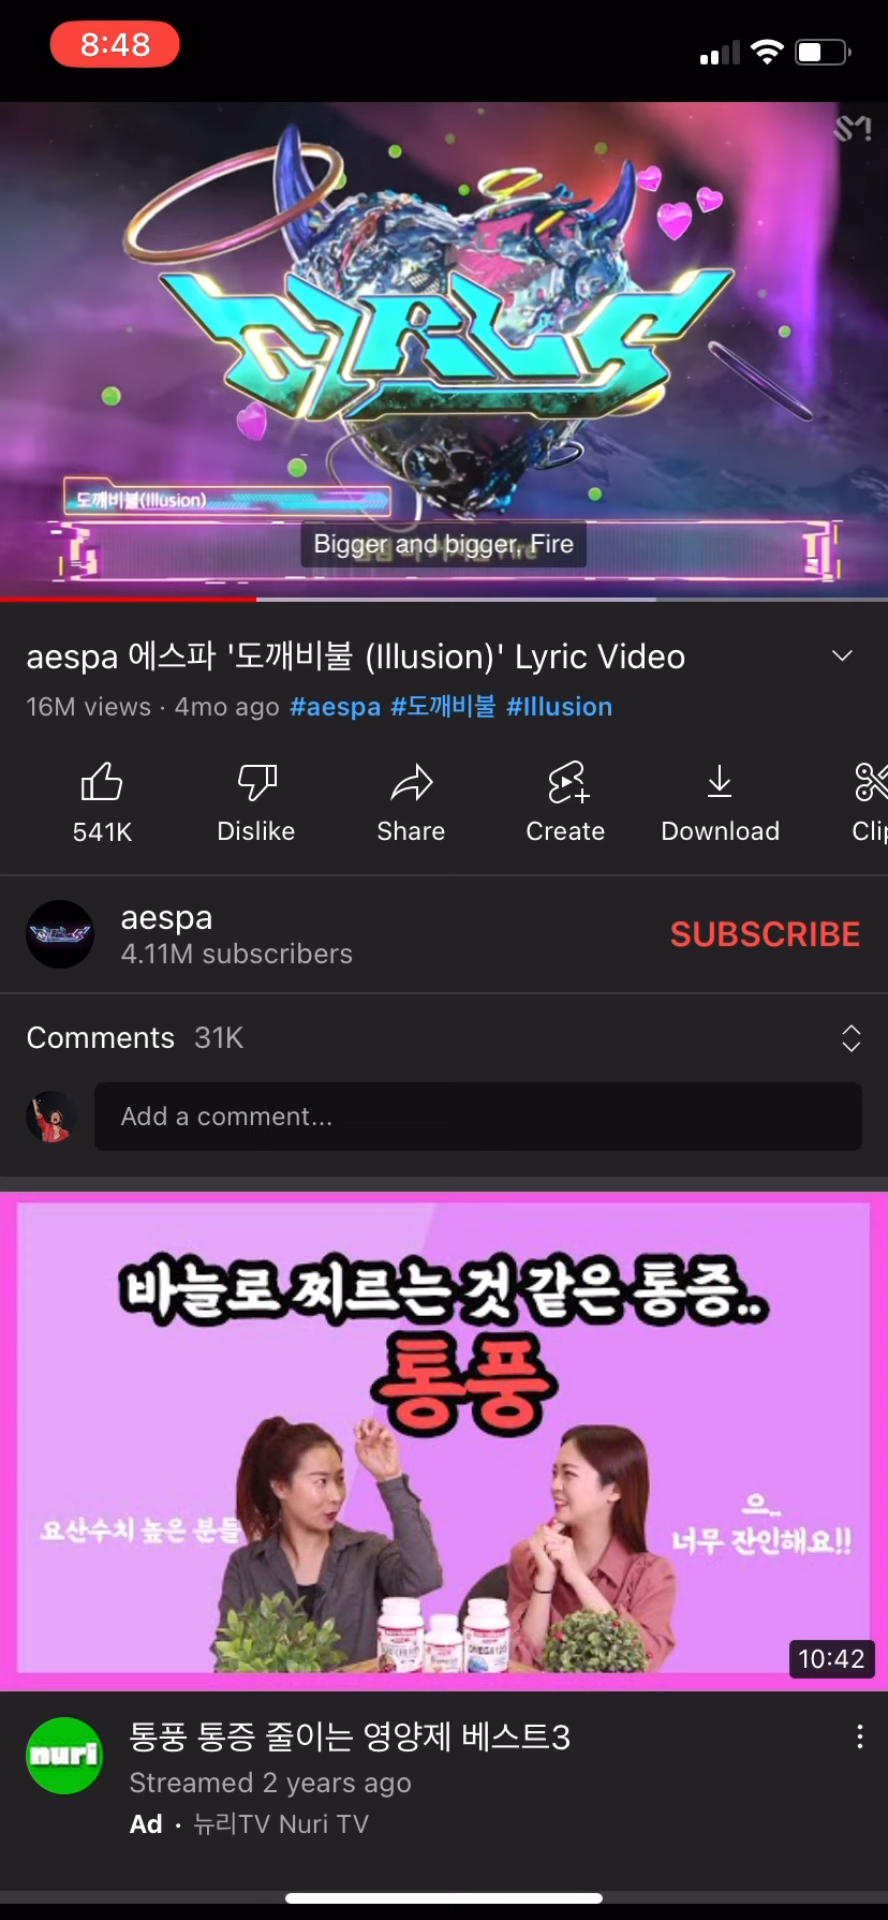 8:48
SM
GIRLS
도깨비불(Illusion)
Bigger and bigger, Fire
aespa 에스파 '도깨비불 (Illusion)' Lyric Video
16M views · 4mo ago #aespa #도깨비불 #Illusion
541K
Dislike
Share
Create
Download
Clip
aespa
4.11M subscribers
SUBSCRIBE
Comments 31K
Add a comment...
바늘로 찌르는 것 같은 통증..
통풍
요산수치 높은 분들
으..
너무 잔인해요!!
OMEGA
10:42
nuri
통풍 통증 줄이는 영양제 베스트3
Streamed 2 years ago
Ad · 뉴리TV Nuri TV